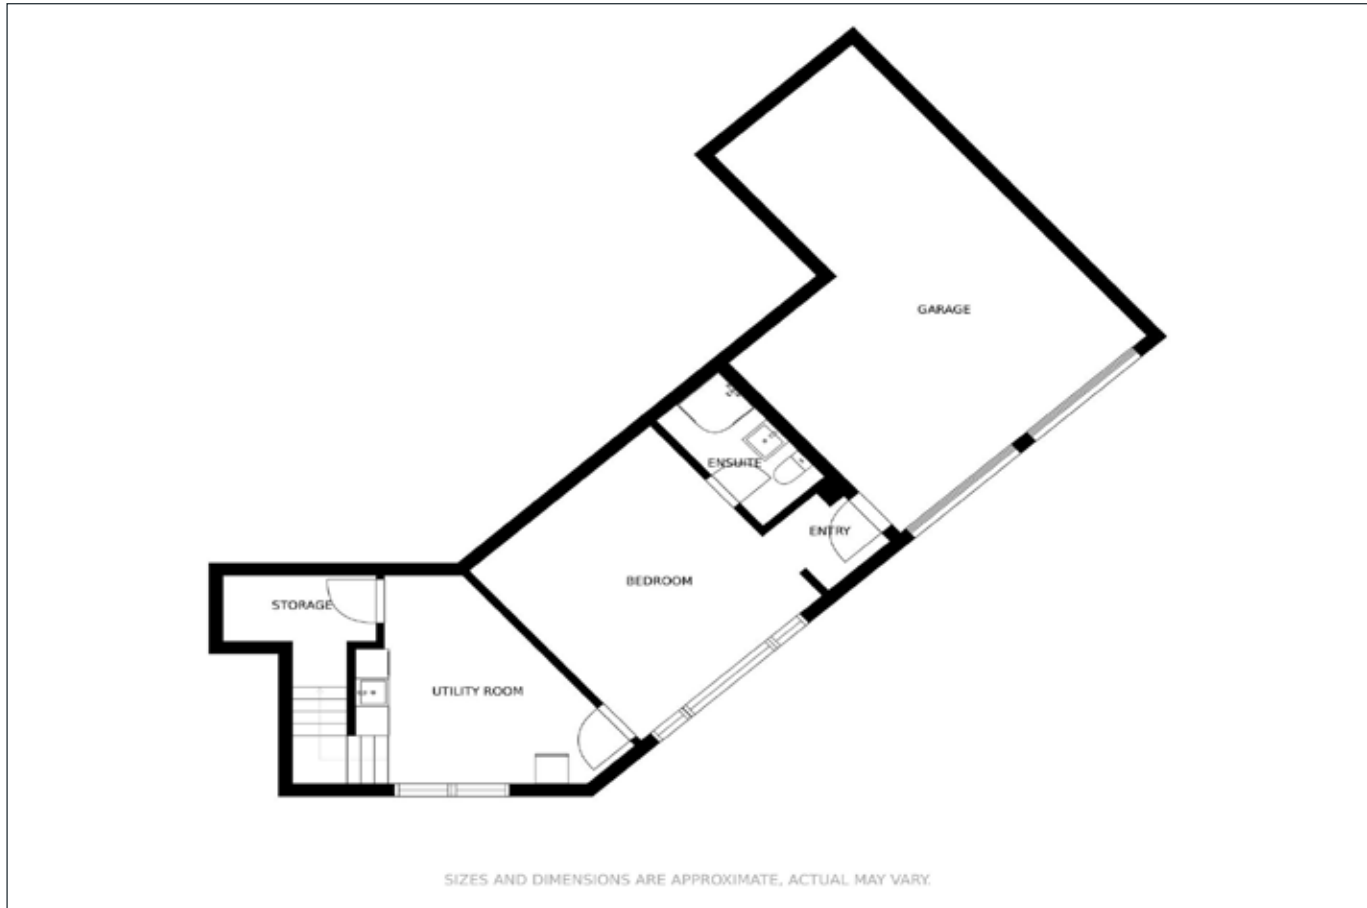 GARAGE
ENSUITE
ENTRY
BEDROOM
STORAGE
UTILITY ROOM
SIZES AND DIMENSIONS ARE APPROXIMATE, ACTUAL MAY VARY.